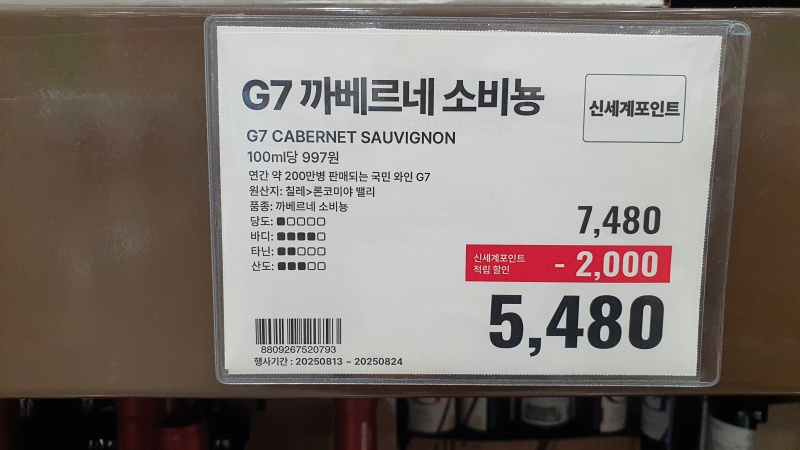 G7 까베르네 소비뇽
신세계포인트
G7 CABERNET SAUVIGNON
100ml당 997원
연간 약 200만병 판매되는 국민 와인 G7
원산지: 칠레>론코미야 밸리
품종: 까베르네 소비뇽
당도: ■□□□□
바디: ■■■■□
타닌: ■■□□□
산도: ■■■□□
7,480
신세계포인트
적립 할인
- 2,000
5,480
8809267520793
행사기간 : 20250813 ~ 20250824